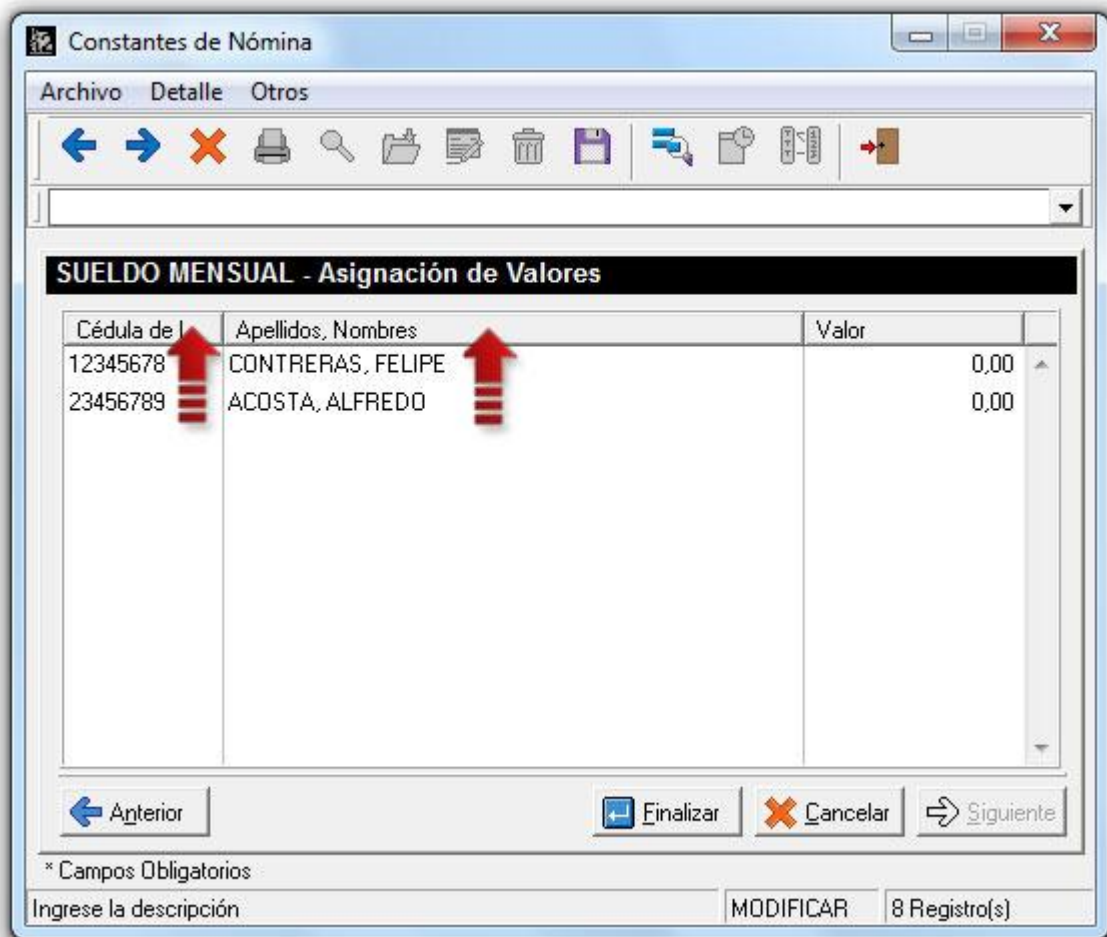 Constantes de Nómina
Archivo Detalle Otros
SUELDO MENSUAL - Asignación de Valores
Cédula de Apellidos, Nombres Valor
12345678 CONTRERAS, FELIPE 0,00
23456789 ACOSTA, ALFREDO 0,00
Anterior Finalizar Cancelar Siguiente
* Campos Obligatorios
Ingrese la descripción MODIFICAR 8 Registro(s)